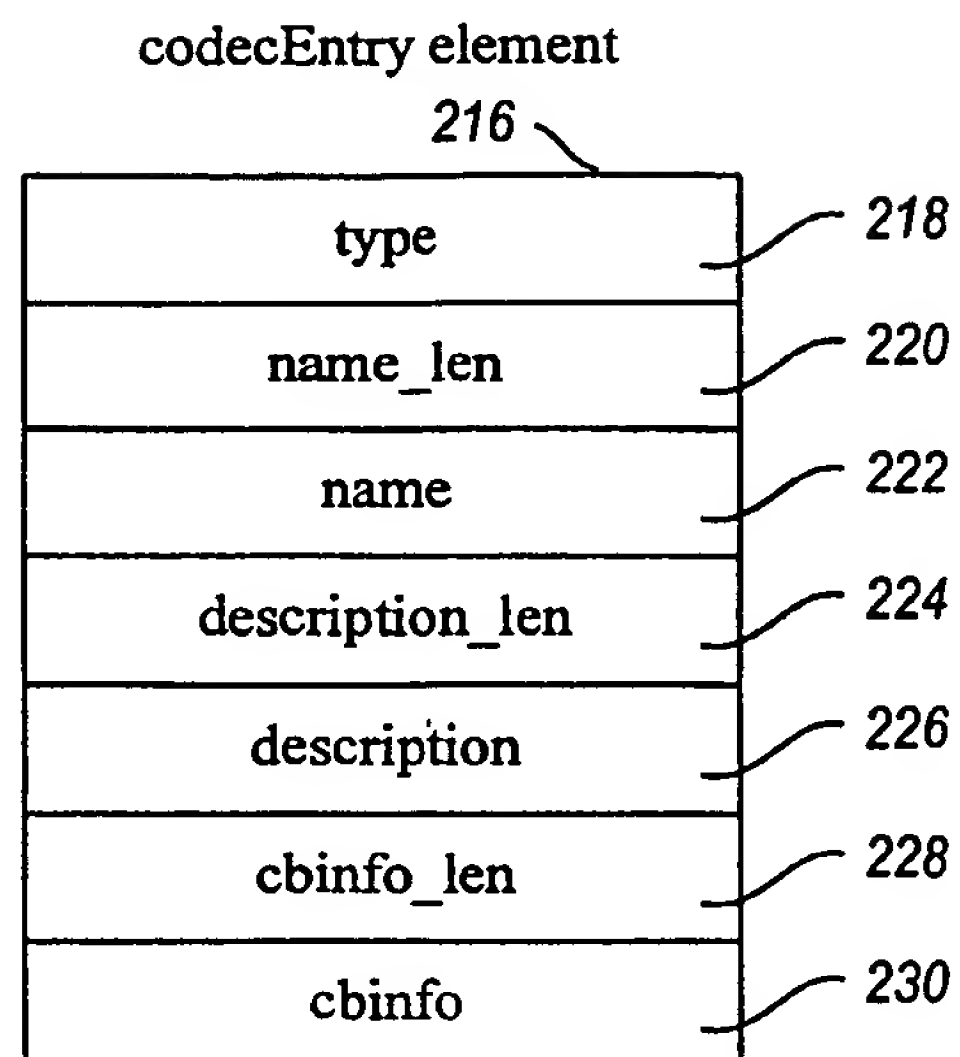 codecEntry element
216
type 218
name_len 220
name 222
description_len 224
description 226
cbinfo_len 228
cbinfo 230